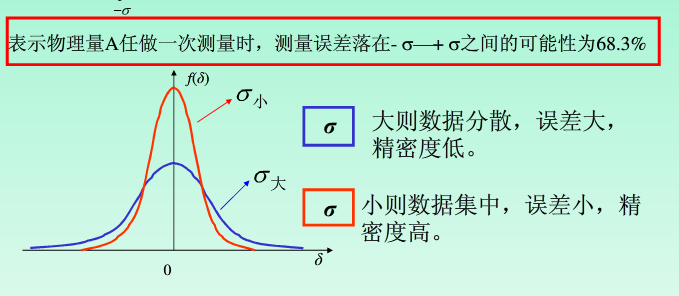 -σ
表示物理量A任做一次测量时，测量误差落在- σ—+ σ之间的可能性为68.3%
f(δ)
σ小
σ 大则数据分散，误差大，
精密度低。
σ大
σ 小则数据集中，误差小，精
密度高。
0
δ